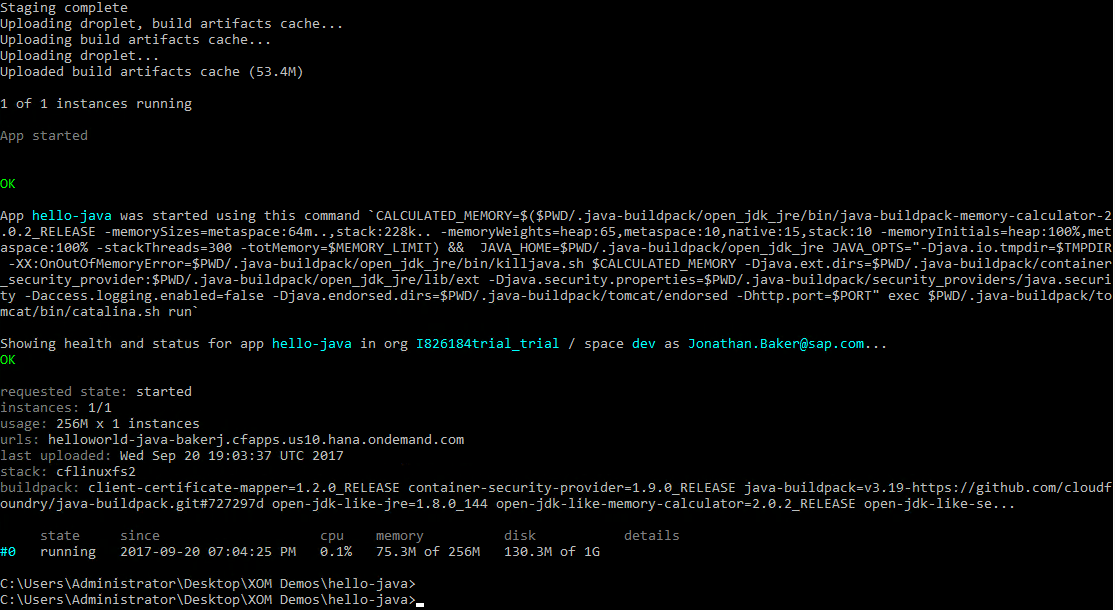 Staging complete
Uploading droplet, build artifacts cache...
Uploading build artifacts cache...
Uploading droplet...
Uploaded build artifacts cache (53.4M)
1 of 1 instances running
App started
OK
App hello-java was started using this command `CALCULATED_MEMORY=$($PWD/.java-buildpack/open_jdk_jre/bin/java-buildpack-memory-calculator-2
.0.2_RELEASE -memorySizes=metaspace:64m..,stack:228k.. -memoryWeights=heap:65,metaspace:10,native:15,stack:10 -memoryInitials=heap:100%,met
aspace:100% -stackThreads=300 -totMemory=$MEMORY_LIMIT) &&  JAVA_HOME=$PWD/.java-buildpack/open_jdk_jre JAVA_OPTS="-Djava.io.tmpdir=$TMPDIR
 -XX:OnOutOfMemoryError=$PWD/.java-buildpack/open_jdk_jre/bin/killjava.sh $CALCULATED_MEMORY -Djava.ext.dirs=$PWD/.java-buildpack/container
_security_provider:$PWD/.java-buildpack/open_jdk_jre/lib/ext -Djava.security.properties=$PWD/.java-buildpack/security_providers/java.securi
ty -Daccess.logging.enabled=false -Djava.endorsed.dirs=$PWD/.java-buildpack/tomcat/endorsed -Dhttp.port=$PORT" exec $PWD/.java-buildpack/to
mcat/bin/catalina.sh run`
Showing health and status for app hello-java in org I826184trial_trial / space dev as Jonathan.Baker@sap.com...
OK
requested state: started
instances: 1/1
usage: 256M x 1 instances
urls: helloworld-java-bakerj.cfapps.us10.hana.ondemand.com
last uploaded: Wed Sep 20 19:03:37 UTC 2017
stack: cflinuxfs2
buildpack: client-certificate-mapper=1.2.0_RELEASE container-security-provider=1.9.0_RELEASE java-buildpack=v3.19-https://github.com/cloudf
oundry/java-buildpack.git#727297d open-jdk-like-jre=1.8.0_144 open-jdk-like-memory-calculator=2.0.2_RELEASE open-jdk-like-se...
     state     since                    cpu    memory          disk           details
#0   running   2017-09-20 07:04:25 PM   0.1%   75.3M of 256M   130.3M of 1G
C:\Users\Administrator\Desktop\XOM Demos\hello-java>
C:\Users\Administrator\Desktop\XOM Demos\hello-java>